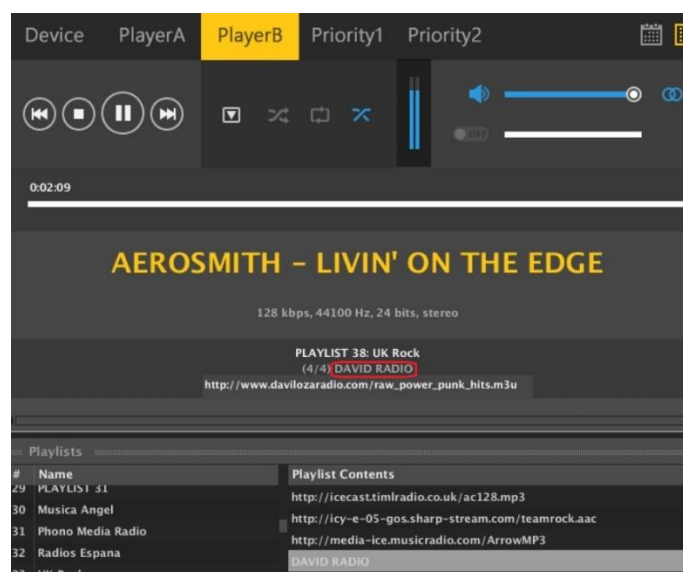 Device PlayerA PlayerB Priority1 Priority2
OFF
0:02:09
AEROSMITH – LIVIN' ON THE EDGE
128 kbps, 44100 Hz, 24 bits, stereo
PLAYLIST 38: UK Rock
(4/4) DAVID RADIO
http://www.davilozaradio.com/raw_power_punk_hits.m3u
Playlists
# Name Playlist Contents
29 PLAYLIST 31
http://icecast.timlradio.co.uk/ac128.mp3
30 Musica Angel
http://icy-e-05-gos.sharp-stream.com/teamrock.aac
31 Phono Media Radio
http://media-ice.musicradio.com/ArrowMP3
32 Radios Espana
DAVID RADIO